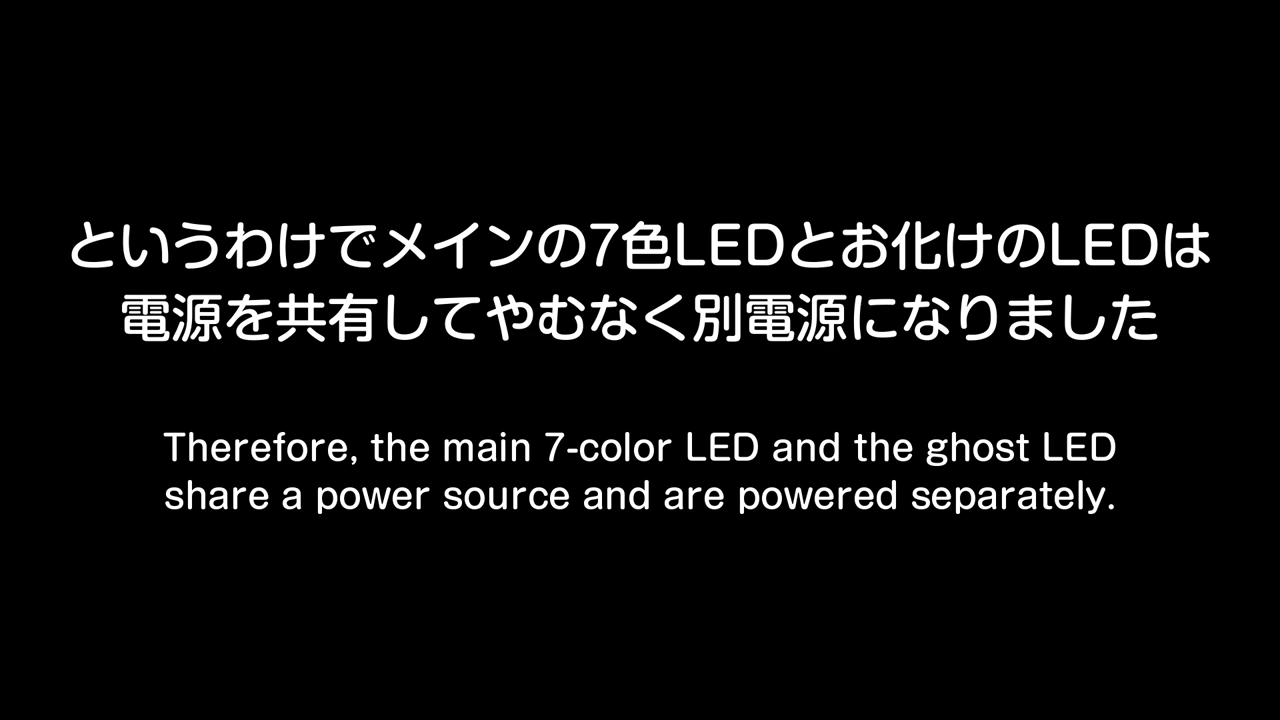 というわけでメインの7色LEDとお化けのLEDは
電源を共有してやむなく別電源になりました
Therefore, the main 7-color LED and the ghost LED
share a power source and are powered separately.